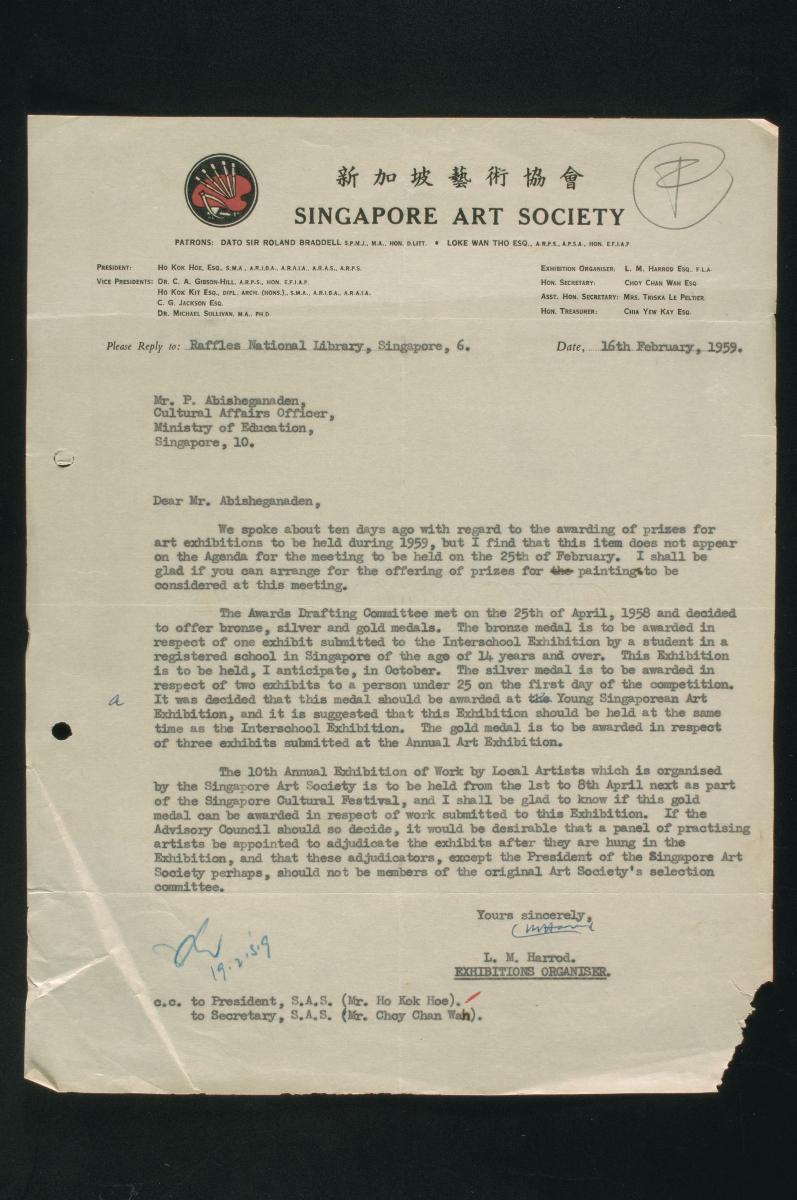 新加坡藝術協會
SINGAPORE ART SOCIETY
PATRONS: DATO SIR ROLAND BRADDELL S.P.M.J., M.A., HON. D.LITT. • LOKE WAN THO ESQ., A.R.P.S., A.P.S.A., HON. E.F.I.A.P.
PRESIDENT: HO KOK HOE, ESQ., S.M.A., A.R.I.B.A., A.R.A.I.A., A.R.A.S., A.R.P.S.
VICE PRESIDENTS: DR. C. A. GIBSON-HILL, A.R.P.S., HON. E.F.I.A.P.
HO KOK KIT ESQ., DIPL. ARCH. (HONS.), S.M.A., A.R.I.B.A., A.R.A.I.A.
C. G. JACKSON ESQ.
DR. MICHAEL SULLIVAN, M.A., PH.D.
EXHIBITION ORGANISER: L. M. HARROD ESQ., F.L.A.
HON. SECRETARY: CHOY CHAN WAH ESQ.
ASST. HON. SECRETARY: MRS. TRISKA LE PELTIER
HON. TREASURER: CHIA YEW KAY ESQ.
Please Reply to: Raffles National Library, Singapore, 6. Date, 16th February, 1959.
Mr. P. Abisheganaden,
Cultural Affairs Officer,
Ministry of Education,
Singapore, 10.
Dear Mr. Abisheganaden,
We spoke about ten days ago with regard to the awarding of prizes for
art exhibitions to be held during 1959, but I find that this item does not appear
on the Agenda for the meeting to be held on the 25th of February. I shall be
glad if you can arrange for the offering of prizes for the paintings to be
considered at this meeting.
The Awards Drafting Committee met on the 25th of April, 1958 and decided
to offer bronze, silver and gold medals. The bronze medal is to be awarded in
respect of one exhibit submitted to the Interschool Exhibition by a student in a
registered school in Singapore of the age of 14 years and over. This Exhibition
is to be held, I anticipate, in October. The silver medal is to be awarded in
respect of two exhibits to a person under 25 on the first day of the competition.
a It was decided that this medal should be awarded at the Young Singaporean Art
Exhibition, and it is suggested that this Exhibition should be held at the same
time as the Interschool Exhibition. The gold medal is to be awarded in respect
of three exhibits submitted at the Annual Art Exhibition.
The 10th Annual Exhibition of Work by Local Artists which is organised
by the Singapore Art Society is to be held from the 1st to 8th April next as part
of the Singapore Cultural Festival, and I shall be glad to know if this gold
medal can be awarded in respect of work submitted to this Exhibition. If the
Advisory Council should so decide, it would be desirable that a panel of practising
artists be appointed to adjudicate the exhibits after they are hung in the
Exhibition, and that these adjudicators, except the President of the Singapore Art
Society perhaps, should not be members of the original Art Society's selection
committee.
Yours sincerely,
L. M. Harrod.
EXHIBITIONS ORGANISER.
19.2.59
c.c. to President, S.A.S. (Mr. Ho Kok Hoe).
to Secretary, S.A.S. (Mr. Choy Chan Wah).